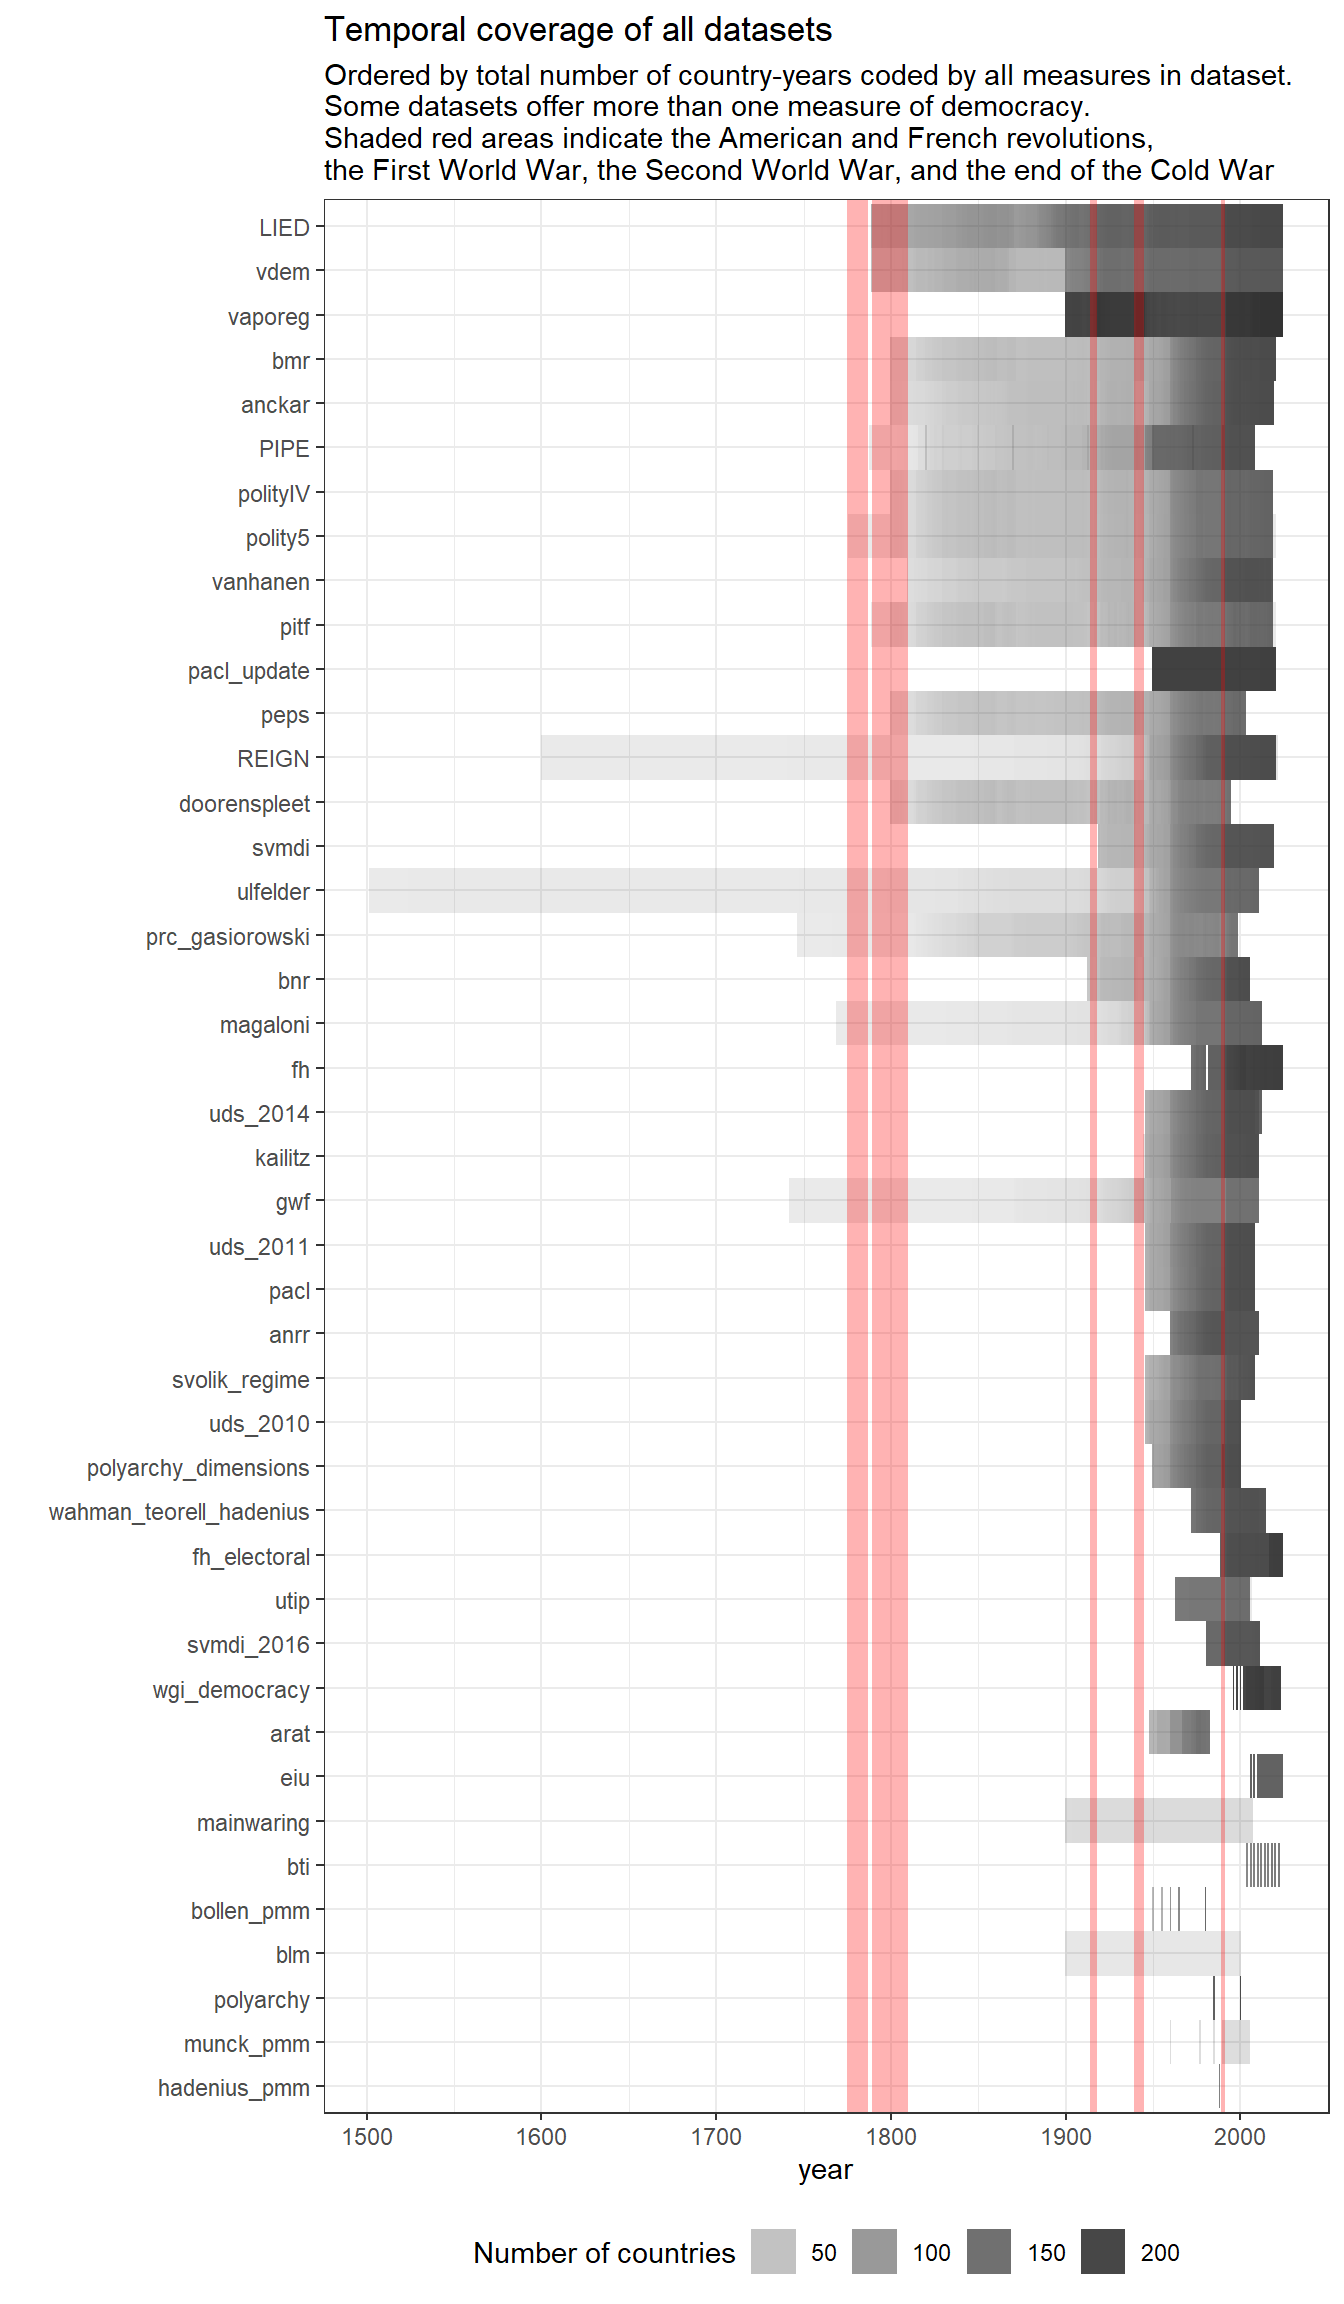 Temporal coverage of all datasets
Ordered by total number of country-years coded by all measures in dataset.
Some datasets offer more than one measure of democracy.
Shaded red areas indicate the American and French revolutions,
the First World War, the Second World War, and the end of the Cold War
LIED
vdem
vaporeg
bmr
anckar
PIPE
polityIV
polity5
vanhanen
pitf
pacl_update
peps
REIGN
doorenspleet
svmdi
ulfelder
prc_gasiorowski
bnr
magaloni
fh
uds_2014
kailitz
gwf
uds_2011
pacl
anrr
svolik_regime
uds_2010
polyarchy_dimensions
wahman_teorell_hadenius
fh_electoral
utip
svmdi_2016
wgi_democracy
arat
eiu
mainwaring
bti
bollen_pmm
blm
polyarchy
munck_pmm
hadenius_pmm
1500 1600 1700 1800 1900 2000
year
Number of countries 50 100 150 200